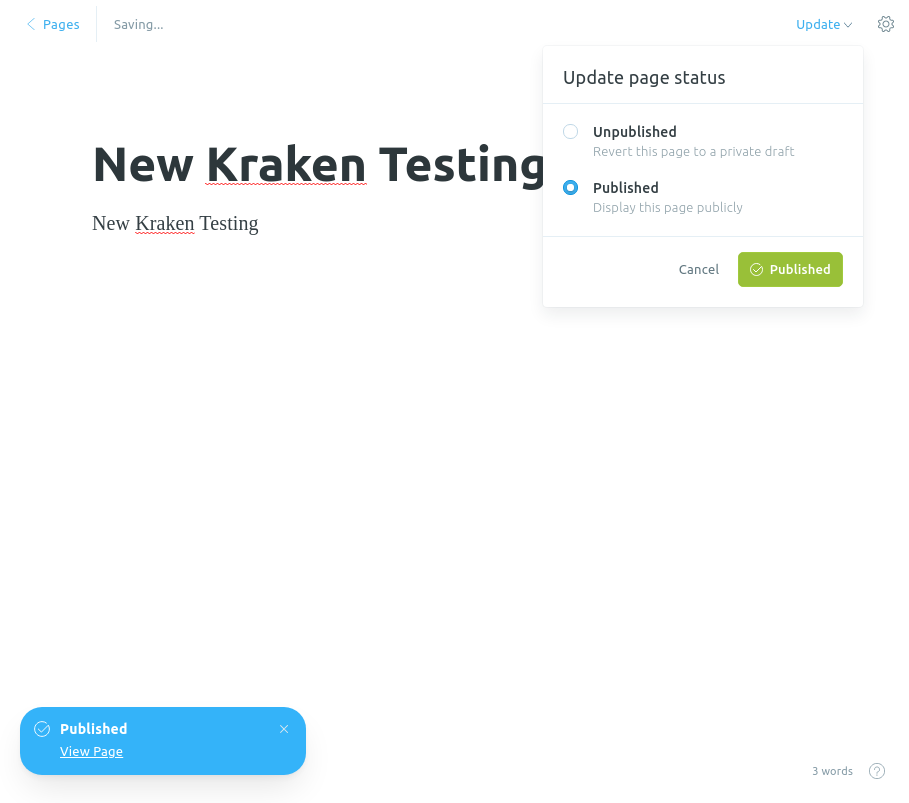 Pages
Saving...
Update
Update page status
Unpublished
Revert this page to a private draft
Published
Display this page publicly
Cancel
Published
New Kraken Testing
New Kraken Testing
Published
View Page
3 words